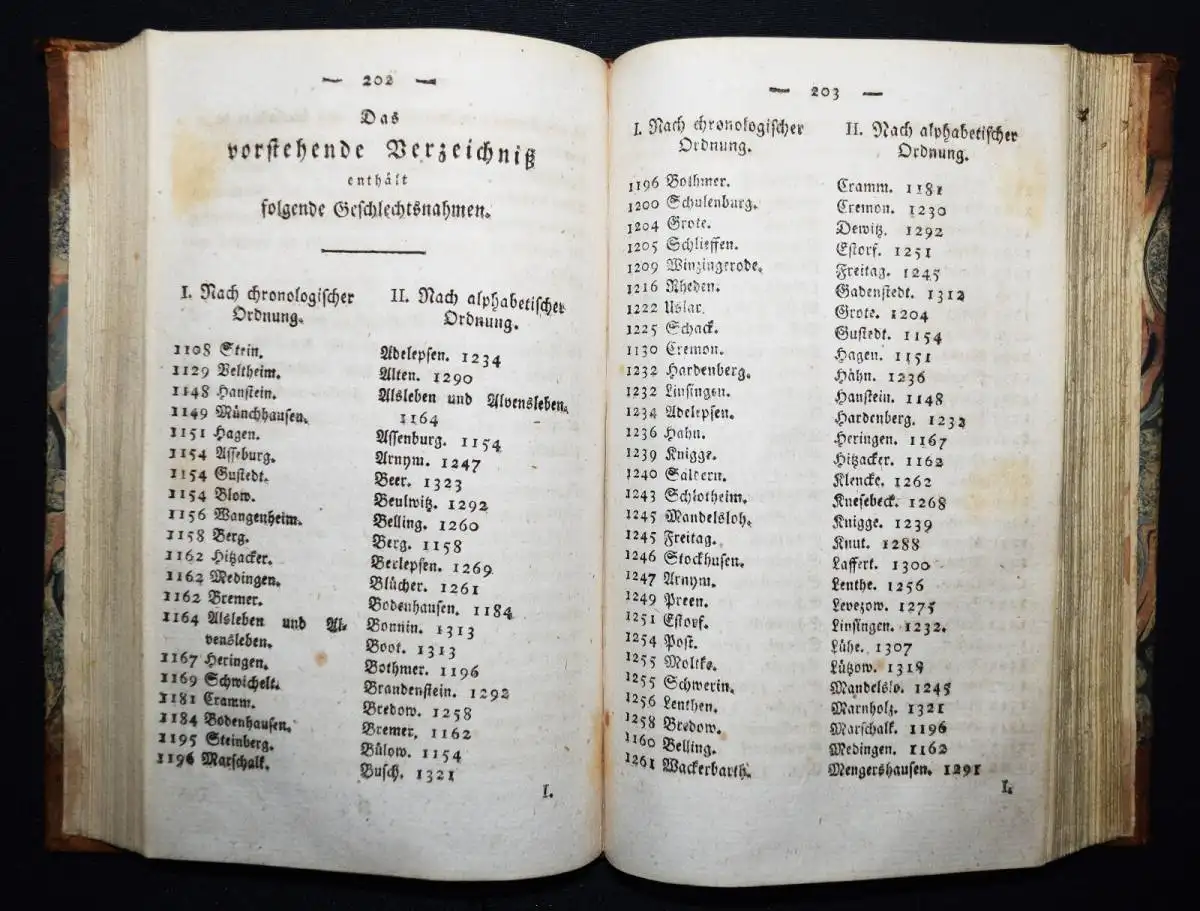 — 202 —
Das
vorstehende Verzeichniß
enthält
folgende Geschlechtsnahmen.
I. Nach chronologischer
Ordnung.
1108 Stein.
1129 Veltheim.
1148 Hanstein.
1149 Münchhausen.
1151 Hagen.
1154 Asseburg.
1154 Gustedt.
1154 Blow.
1156 Wangenheim.
1158 Berg.
1162 Hitzacker.
1162 Medingen.
1162 Bremer.
1164 Alsleben und Al-
vensleben.
1167 Heringen.
1169 Schwichelt.
1181 Cramm.
1184 Bodenhausen.
1195 Steinberg.
1196 Marschalk.
II. Nach alphabetischer
Ordnung.
Adelepsen. 1234
Alten. 1290
Alsleben und Alvensleben.
1164
Assenburg. 1154
Arnym. 1247
Beer. 1323
Beulwitz. 1292
Belling. 1260
Berg. 1158
Berlepsen. 1269
Blücher. 1261
Bodenhausen. 1184
Bonnin. 1313
Boot. 1313
Bothmer. 1196
Brandenstein. 1292
Bredow. 1258
Bremer, 1162
Bülow. 1154
Busch. 1321
I.
— 203 —
I. Nach chronologischer
Ordnung.
1196 Bothmer.
1200 Schulenburg.
1204 Grote.
1205 Schlieffen.
1209 Winzingerode.
1216 Rheden.
1222 Uslar.
1225 Schack.
1130 Cremon.
1232 Hardenberg.
1232 Linsingen.
1234 Adelepsen.
1236 Hahn.
1239 Knigge.
1240 Saldern.
1243 Schlotheim.
1245 Mandelsloh.
1245 Freitag.
1246 Stockhusen.
1247 Arnym.
1249 Preen.
1251 Estorf.
1254 Post.
1255 Moltke.
1255 Schwerin.
1256 Lenthen.
1258 Bredow.
1160 Belling.
1261 Wackerbarth.
II. Nach alphabetischer
Ordnung.
Cramm. 1181
Cremon. 1230
Dewitz. 1292
Estorf. 1251
Freitag. 1245
Gadenstedt. 1312
Grote. 1204
Gustedt. 1154
Hagen. 1151
Hahn. 1236
Hanstein. 1148
Hardenberg. 1232
Heringen. 1167
Hitzacker. 1162
Klencke. 1262
Knesebeck. 1268
Knigge. 1239
Knut. 1288
Laffert. 1300
Lenthe. 1256
Levezow. 1275
Linsingen. 1232.
Lühe. 1307
Lützow. 1318
Mandelslo. 1245
Marnholz. 1321
Marschalk. 1196
Medingen. 1162
Mengershausen. 1291
I.